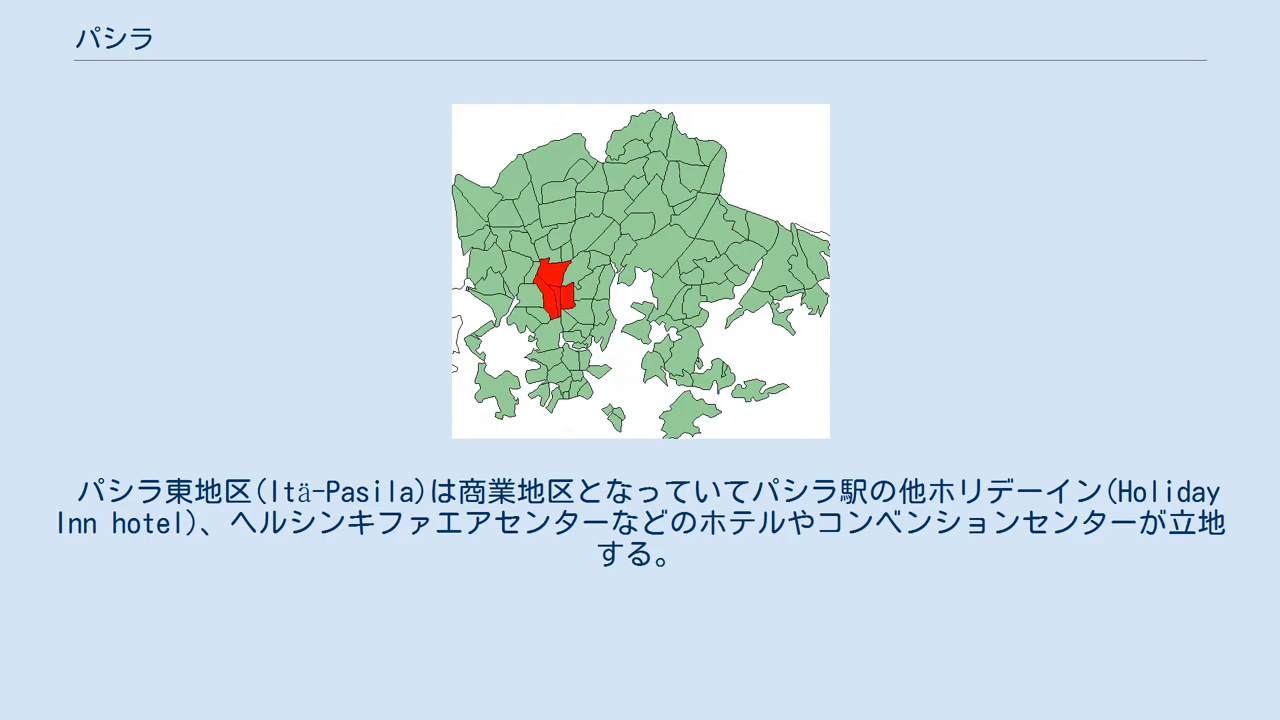 パシラ
パシラ東地区(Itä-Pasila)は商業地区となっていてパシラ駅の他ホリデーイン(Holiday
Inn hotel)、ヘルシンキファエアセンターなどのホテルやコンベンションセンターが立地
する。